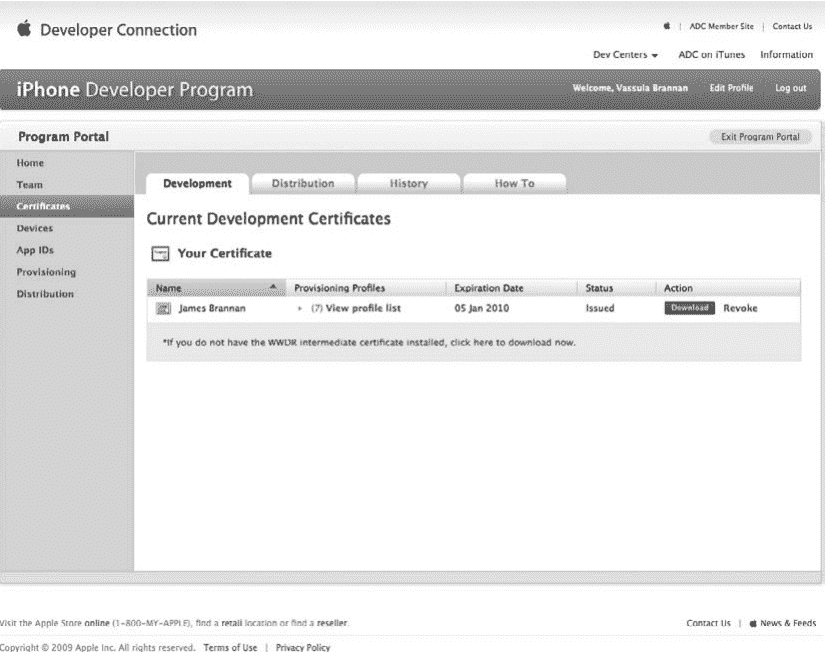 Developer Connection
ADC Member Site | Contact Us
Dev Centers ADC on iTunes Information
iPhone Developer Program
Welcome, Vassula Brannan Edit Profile Log out
Program Portal
Exit Program Portal
Home
Team
Certificates
Devices
App IDs
Provisioning
Distribution
Development Distribution History How To
Current Development Certificates
Your Certificate
Name Provisioning Profiles Expiration Date Status Action
James Brannan (7) View profile list 05 Jan 2010 Issued Download Revoke
*If you do not have the WWDR intermediate certificate installed, click here to download now.
Visit the Apple Store online (1-800-MY-APPLE), find a retail location or find a reseller.
Contact Us | News & Feeds
Copyright © 2009 Apple Inc. All rights reserved. Terms of Use | Privacy Policy